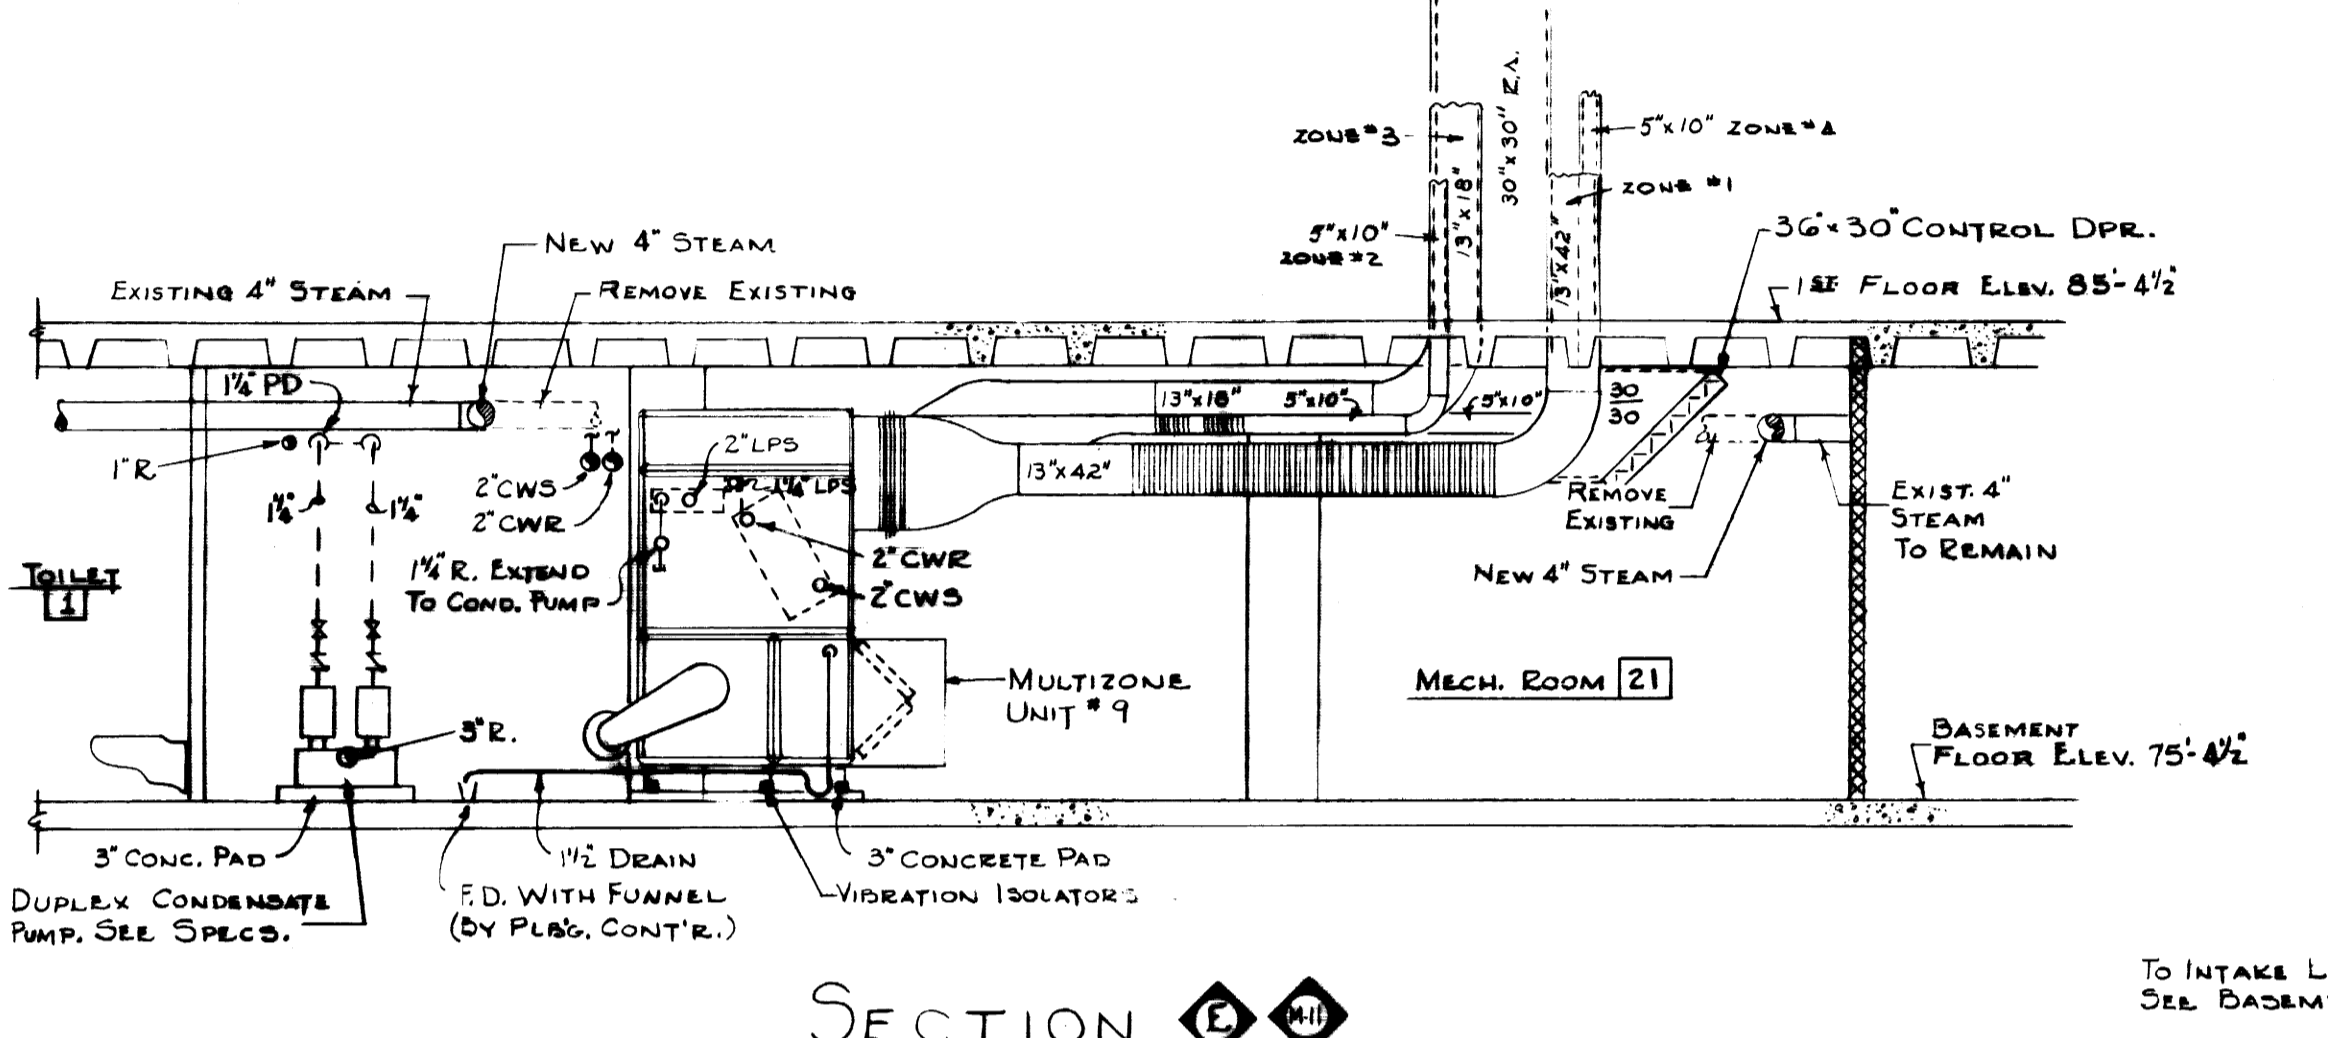 30"x30" R.A.
ZONE #3
13"x18"
5"x10" ZONE #4
ZONE #1
13"x42"
5"x10"
ZONE #2
36"x30" CONTROL DPR.
1ST FLOOR ELEV. 85'-4½"
NEW 4" STEAM
EXISTING 4" STEAM
REMOVE EXISTING
1¼" PD
1" R
1¼"
1¼"
2" CWS
2" CWR
2" LPS
1¼" LPS
13"x18"
5"x10"
5"x10"
30
30
13"x42"
1¼" R. EXTEND
TO COND. PUMP
2" CWR
2" CWS
REMOVE
EXISTING
EXIST. 4"
STEAM
TO REMAIN
NEW 4" STEAM
TOILET
1
MULTIZONE
UNIT #9
MECH. ROOM 21
3" R.
BASEMENT
FLOOR ELEV. 75'-4½"
3" CONC. PAD
DUPLEX CONDENSATE
PUMP. SEE SPECS.
1½" DRAIN
F.D. WITH FUNNEL
(BY PLB'G. CONT'R.)
3" CONCRETE PAD
VIBRATION ISOLATORS
TO INTAKE L
SEE BASEM
SECTION E M-11